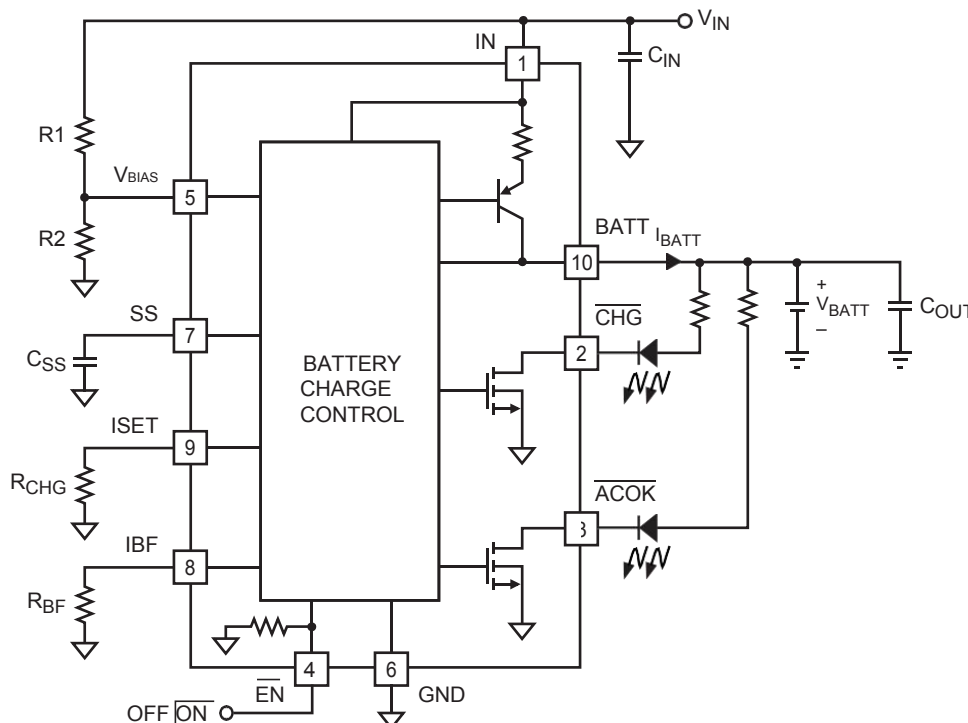 V_IN
IN
1
C_IN
R1
V_BIAS
5
R2
BATT I_BATT
10
SS
7
CHG
2
+
V_BATT
–
C_OUT
C_SS
BATTERY
CHARGE
CONTROL
ISET
9
R_CHG
ACOK
3
IBF
8
R_BF
4
6
EN
GND
OFF ON